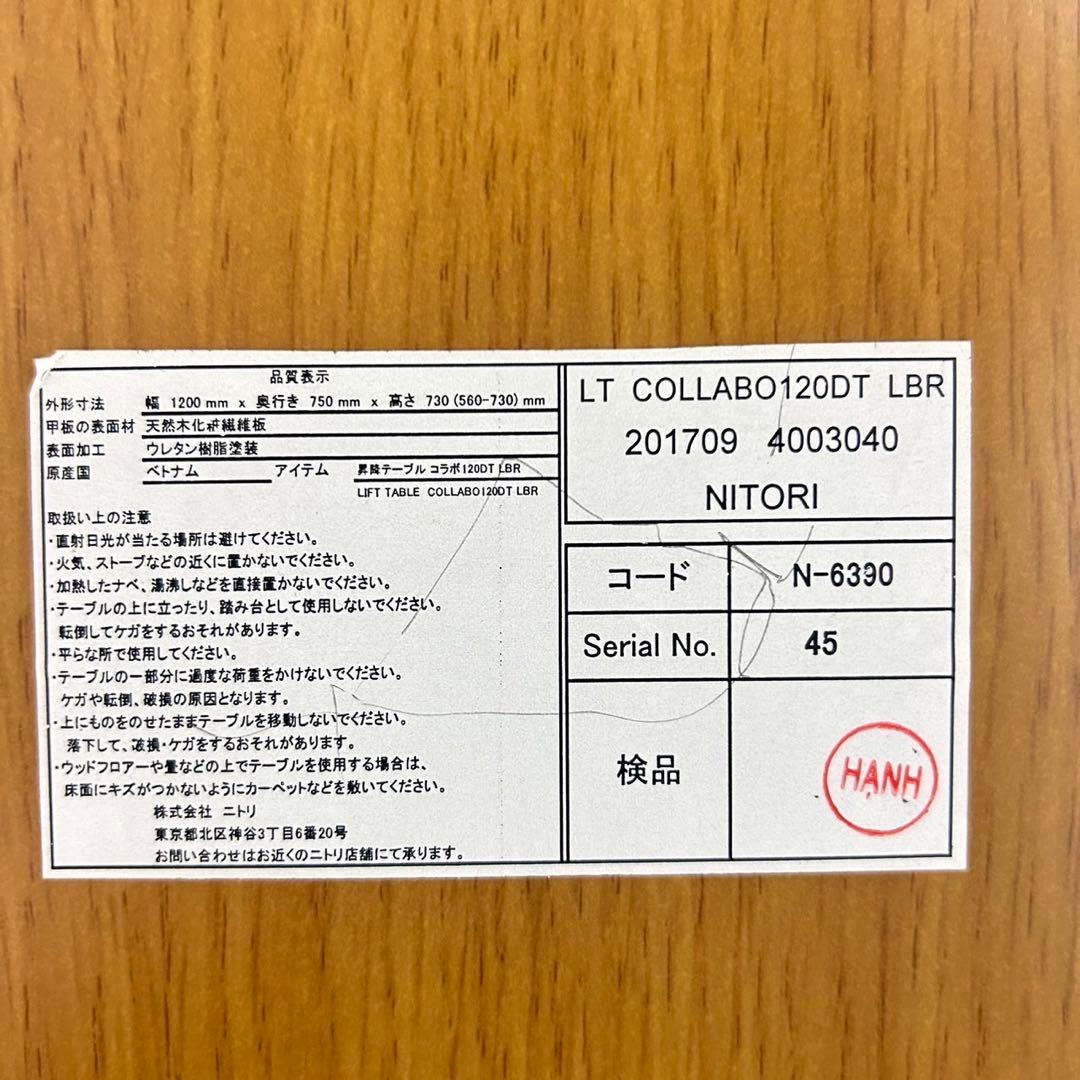 品質表示
外形寸法 幅 1200 mm x 奥行き 750 mm x 高さ 730 (560-730) mm
甲板の表面材 天然木化粧繊維板
表面加工 ウレタン樹脂塗装
原産国 ベトナム アイテム 昇降テーブル コラボ120DT LBR
LIFT TABLE COLLABO120DT LBR
取扱い上の注意
・直射日光が当たる場所は避けてください。
・火気、ストーブなどの近くに置かないでください。
・加熱したナベ、湯沸しなどを直接置かないでください。
・テーブルの上に立ったり、踏み台として使用しないでください。
転倒してケガをするおそれがあります。
・平らな所で使用してください。
・テーブルの一部分に過度な荷重をかけないでください。
ケガや転倒、破損の原因となります。
・上にものをのせたままテーブルを移動しないでください。
落下して、破損・ケガをするおそれがあります。
・ウッドフロアーや畳などの上でテーブルを使用する場合は、
床面にキズがつかないようにカーペットなどを敷いてください。
株式会社 ニトリ
東京都北区神谷3丁目6番20号
お問い合わせはお近くのニトリ店舗にて承ります。
LT COLLABO120DT LBR
201709 4003040
NITORI
コード N-6390
Serial No. 45
検品 HẠNH